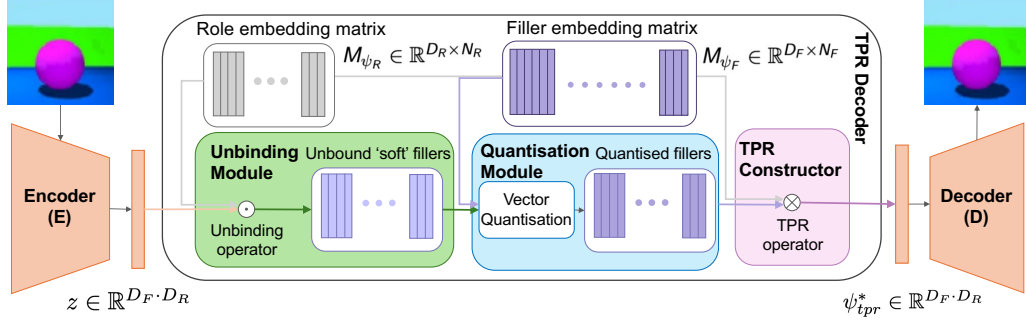 Role embedding matrix
Filler embedding matrix
M_{ψ_R} ∈ ℝ^{D_R×N_R}
M_{ψ_F} ∈ ℝ^{D_F×N_F}
TPR Decoder
Encoder
(E)
Unbinding
Module
Unbound 'soft' fillers
Unbinding
operator
Quantisation
Module
Quantised fillers
Vector
Quantisation
TPR
Constructor
TPR
operator
Decoder
(D)
z ∈ ℝ^{D_F·D_R}
ψ*_{tpr} ∈ ℝ^{D_F·D_R}